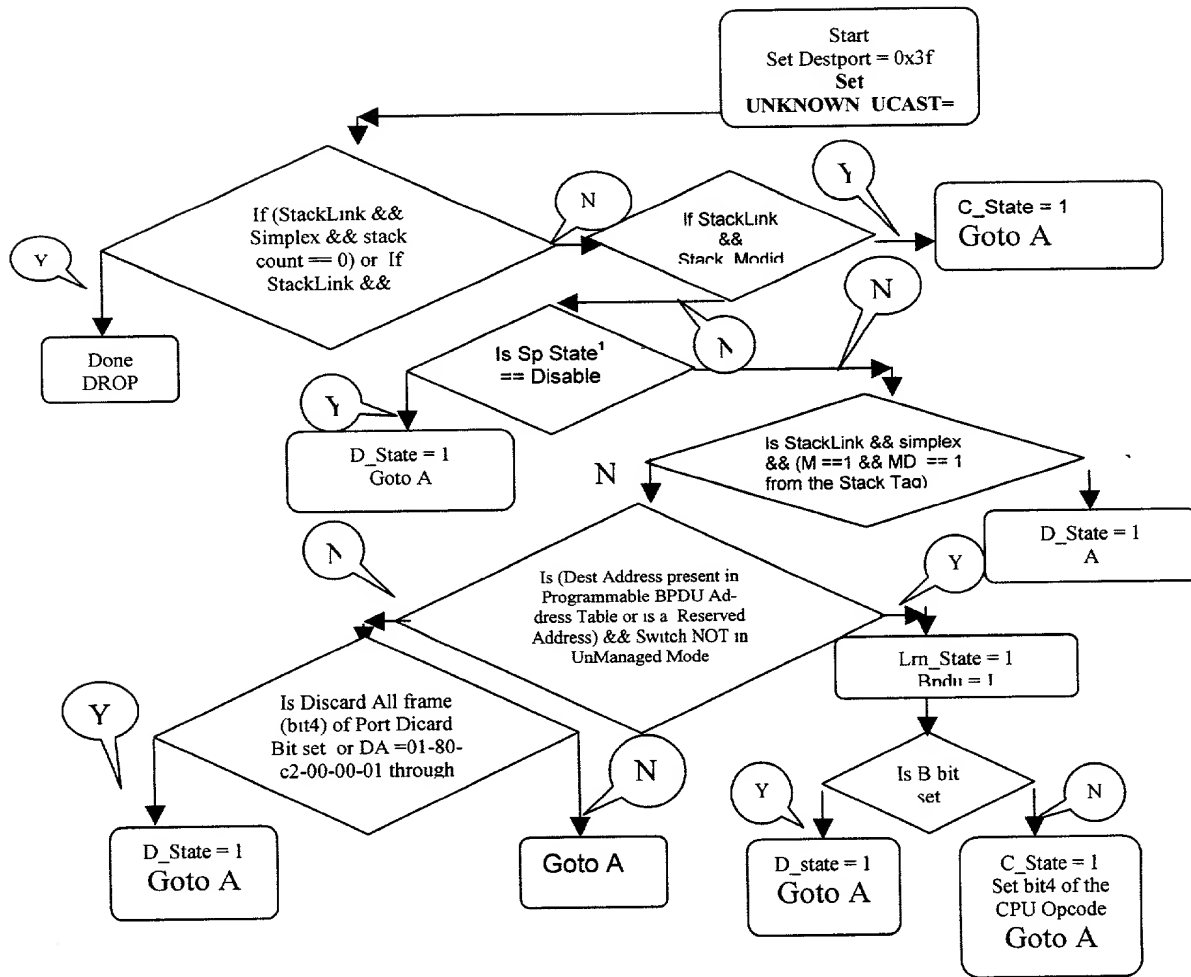 Start
Set Destport = 0x3f
Set
UNKNOWN UCAST=
If (StackLink &&
Simplex && stack
count == 0) or If
StackLink &&
N
If StackLink
&&
Stack Modid
Y
C_State = 1
Goto A
Y
Done
DROP
N
N
Is Sp State¹
== Disable
Y
D_State = 1
Goto A
Is StackLink && simplex
&& (M ==1 && MD == 1
from the Stack Tag)
N
D_State = 1
A
N
Is (Dest Address present in
Programmable BPDU Ad-
dress Table or is a Reserved
Address) && Switch NOT in
UnManaged Mode
Y
Lrn_State = 1
Bpdu = 1
Y
Is Discard All frame
(bit4) of Port Dicard
Bit set or DA =01-80-
c2-00-00-01 through
N
Is B bit
set
Y
N
D_State = 1
Goto A
Goto A
D_state = 1
Goto A
C_State = 1
Set bit4 of the
CPU Opcode
Goto A